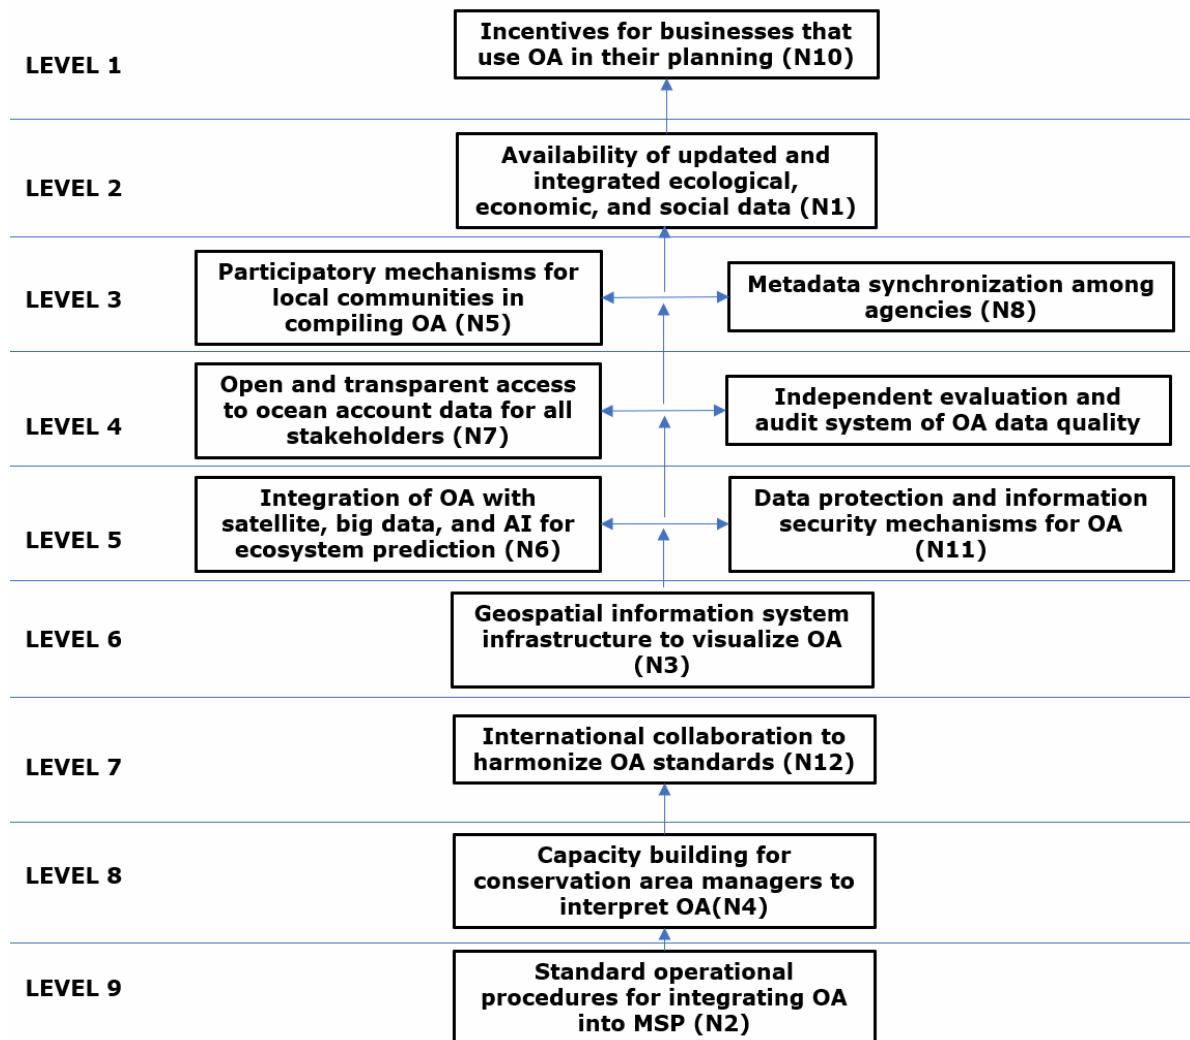 LEVEL 1
Incentives for businesses that
use OA in their planning (N10)
LEVEL 2
Availability of updated and
integrated ecological,
economic, and social data (N1)
LEVEL 3
Participatory mechanisms for
local communities in
compiling OA (N5)
Metadata synchronization among
agencies (N8)
LEVEL 4
Open and transparent access
to ocean account data for all
stakeholders (N7)
Independent evaluation and
audit system of OA data quality
LEVEL 5
Integration of OA with
satellite, big data, and AI for
ecosystem prediction (N6)
Data protection and information
security mechanisms for OA
(N11)
LEVEL 6
Geospatial information system
infrastructure to visualize OA
(N3)
LEVEL 7
International collaboration to
harmonize OA standards (N12)
LEVEL 8
Capacity building for
conservation area managers to
interpret OA(N4)
LEVEL 9
Standard operational
procedures for integrating OA
into MSP (N2)